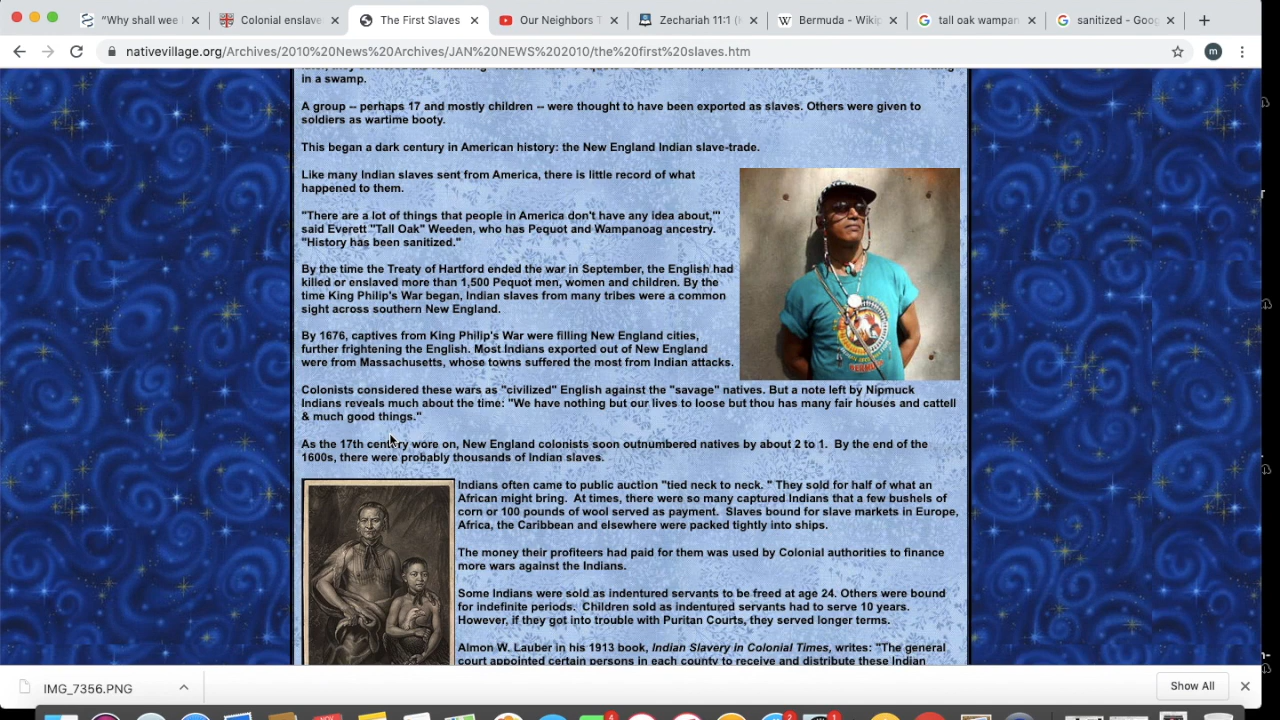 "Why shall wee
Colonial enslave
The First Slaves
Our Neighbors T
Zechariah 11:1 (
Bermuda - Wiki
tall oak wampan
sanitized - Goog
nativevillage.org/Archives/2010%20News%20Archives/JAN%20NEWS%202010/the%20first%20slaves.htm
m
in a swamp.
A group -- perhaps 17 and mostly children -- were thought to have been exported as slaves. Others were given to
soldiers as wartime booty.
This began a dark century in American history: the New England Indian slave-trade.
Like many Indian slaves sent from America, there is little record of what
happened to them.
"There are a lot of things that people in America don't have any idea about,'"
said Everett "Tall Oak" Weeden, who has Pequot and Wampanoag ancestry.
"History has been sanitized."
By the time the Treaty of Hartford ended the war in September, the English had
killed or enslaved more than 1,500 Pequot men, women and children. By the
time King Philip's War began, Indian slaves from many tribes were a common
sight across southern New England.
By 1676, captives from King Philip's War were filling New England cities,
further frightening the English. Most Indians exported out of New England
were from Massachusetts, whose towns suffered the most from Indian attacks.
Colonists considered these wars as "civilized" English against the "savage" natives. But a note left by Nipmuck
Indians reveals much about the time: "We have nothing but our lives to loose but thou has many fair houses and cattell
& much good things."
As the 17th century wore on, New England colonists soon outnumbered natives by about 2 to 1. By the end of the
1600s, there were probably thousands of Indian slaves.
Indians often came to public auction "tied neck to neck. " They sold for half of what an
African might bring. At times, there were so many captured Indians that a few bushels of
corn or 100 pounds of wool served as payment. Slaves bound for slave markets in Europe,
Africa, the Caribbean and elsewhere were packed tightly into ships.
The money their profiteers had paid for them was used by Colonial authorities to finance
more wars against the Indians.
Some Indians were sold as indentured servants to be freed at age 24. Others were bound
for indefinite periods. Children sold as indentured servants had to serve 10 years.
However, if they got into trouble with Puritan Courts, they served longer terms.
Almon W. Lauber in his 1913 book, Indian Slavery in Colonial Times, writes: "The general
court appointed certain persons in each county to receive and distribute these Indian
IMG_7356.PNG
Show All
NOV
4
2
1